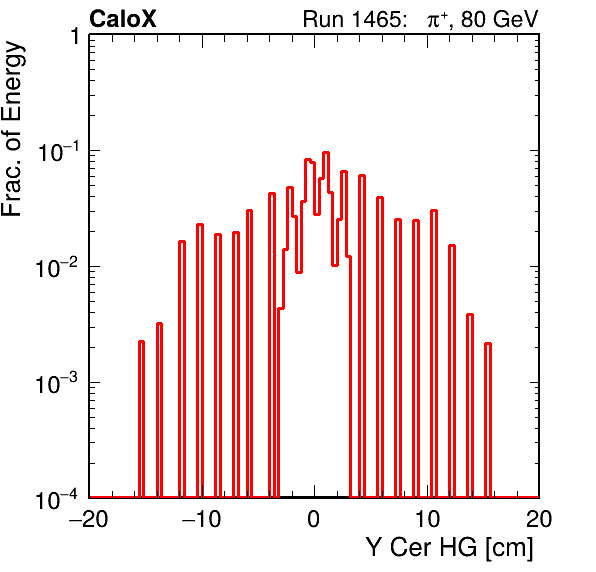 CaloX Run 1465: π⁺, 80 GeV
Frac. of Energy
1
10⁻¹
10⁻²
10⁻³
10⁻⁴
−20 −10 0 10 20
Y Cer HG [cm]